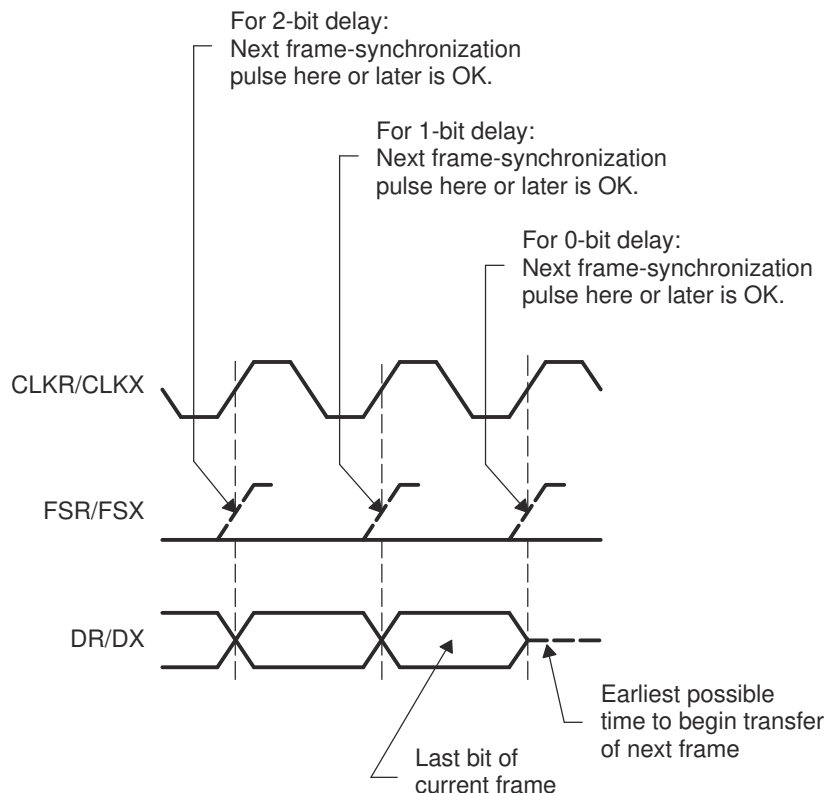 For 2-bit delay:
Next frame-synchronization
pulse here or later is OK.
For 1-bit delay:
Next frame-synchronization
pulse here or later is OK.
For 0-bit delay:
Next frame-synchronization
pulse here or later is OK.
CLKR/CLKX
FSR/FSX
DR/DX
Earliest possible
time to begin transfer
of next frame
Last bit of
current frame